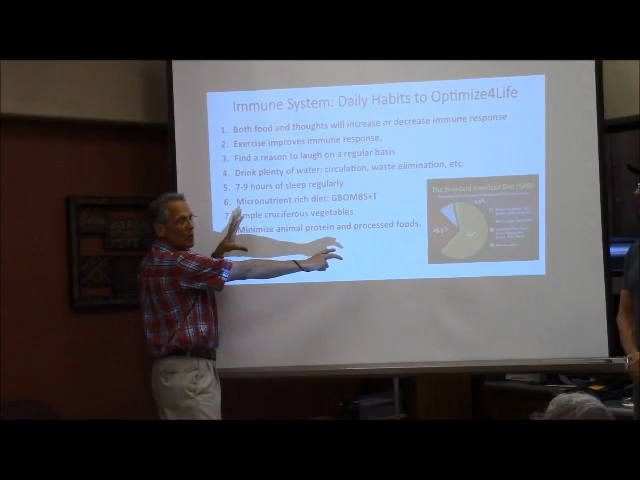 Immune System: Daily Habits to Optimize4Life
1. Both food and thoughts will increase or decrease immune response
2. Exercise improves immune response.
3. Find a reason to laugh on a regular basis
4. Drink plenty of water: circulation, waste elimination, etc.
5. 7-9 hours of sleep regularly
6. Micronutrient rich diet: GBOMBS+T
7. Ample cruciferous vegetables
Minimize animal protein and processed foods.
The Standard American Diet (SAD)